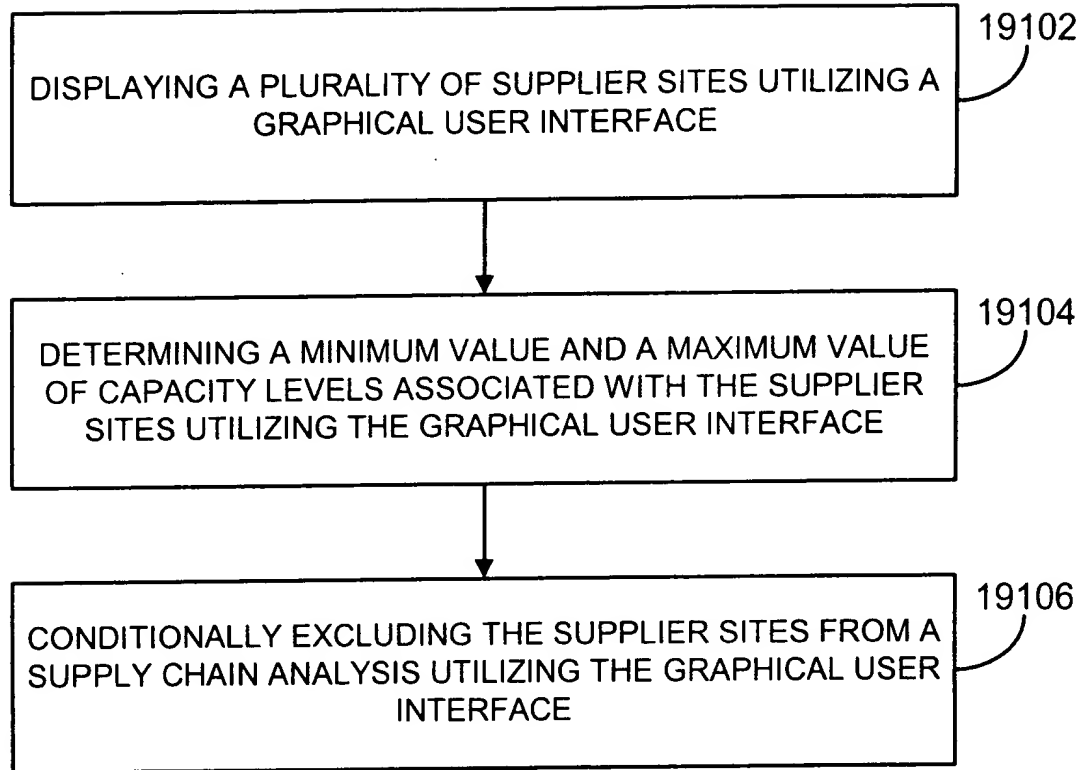 19102
DISPLAYING A PLURALITY OF SUPPLIER SITES UTILIZING A
GRAPHICAL USER INTERFACE
19104
DETERMINING A MINIMUM VALUE AND A MAXIMUM VALUE
OF CAPACITY LEVELS ASSOCIATED WITH THE SUPPLIER
SITES UTILIZING THE GRAPHICAL USER INTERFACE
19106
CONDITIONALLY EXCLUDING THE SUPPLIER SITES FROM A
SUPPLY CHAIN ANALYSIS UTILIZING THE GRAPHICAL USER
INTERFACE